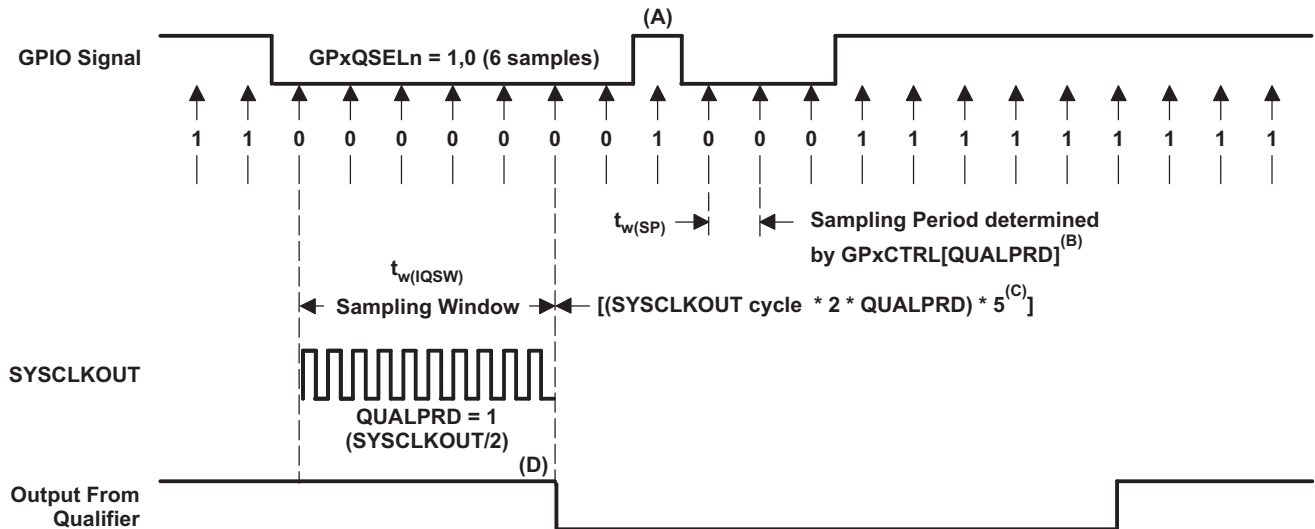 (A)
GPIO Signal
GPxQSELn = 1,0 (6 samples)
1 1 0 0 0 0 0 0 0 1 0 0 0 1 1 1 1 1 1 1 1 1
tw(SP)
Sampling Period determined
by GPxCTRL[QUALPRD](B)
tw(IQSW)
Sampling Window
[(SYSCLKOUT cycle * 2 * QUALPRD) * 5(C)]
SYSCLKOUT
QUALPRD = 1
(SYSCLKOUT/2)
(D)
Output From
Qualifier